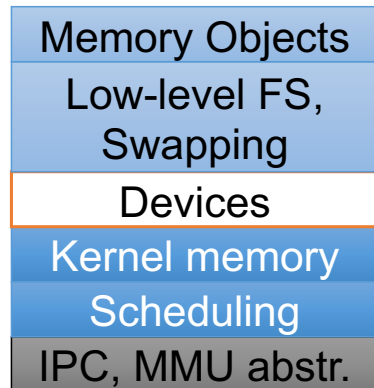 Memory Objects
Low-level FS,
Swapping
Devices
Kernel memory
Scheduling
IPC, MMU abstr.